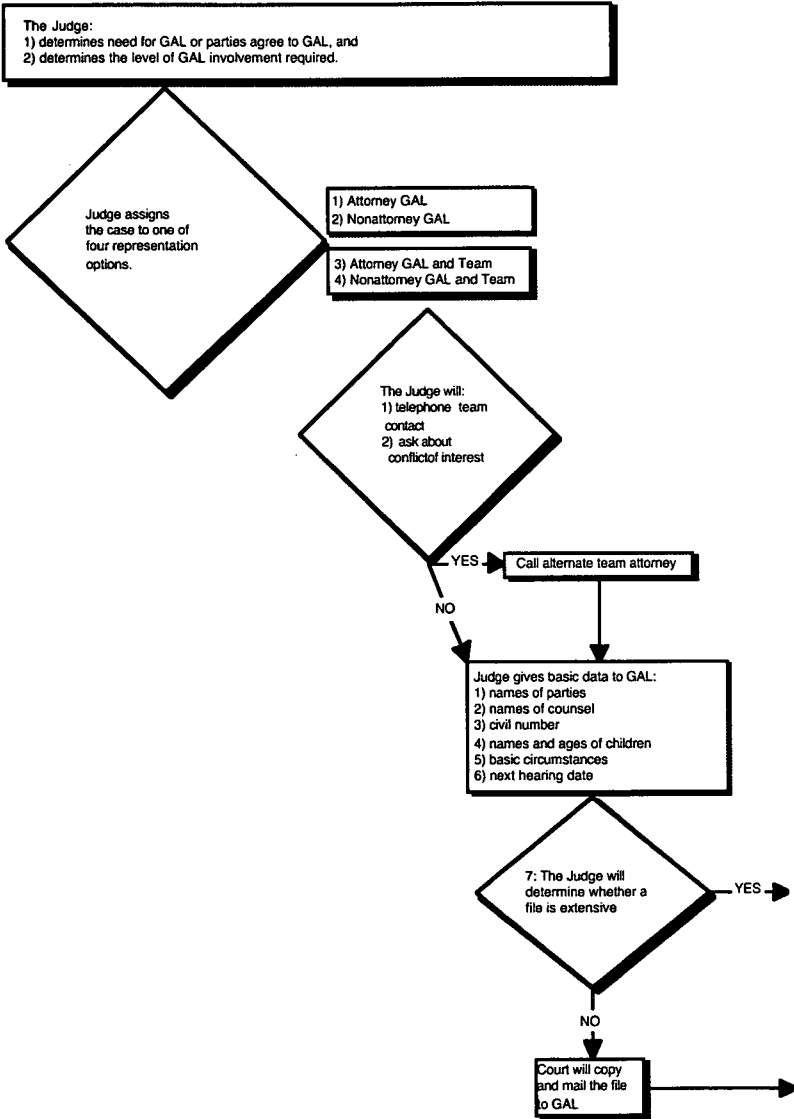 The Judge:
1) determines need for GAL or parties agree to GAL, and
2) determines the level of GAL involvement required.
Judge assigns
the case to one of
four representation
options.
1) Attorney GAL
2) Nonattorney GAL
3) Attorney GAL and Team
4) Nonattorney GAL and Team
The Judge will:
1) telephone team
contact
2) ask about
conflictof interest
YES
Call alternate team attorney
NO
Judge gives basic data to GAL:
1) names of parties
2) names of counsel
3) civil number
4) names and ages of children
5) basic circumstances
6) next hearing date
7: The Judge will
determine whether a
file is extensive
YES
NO
Court will copy
and mail the file
to GAL